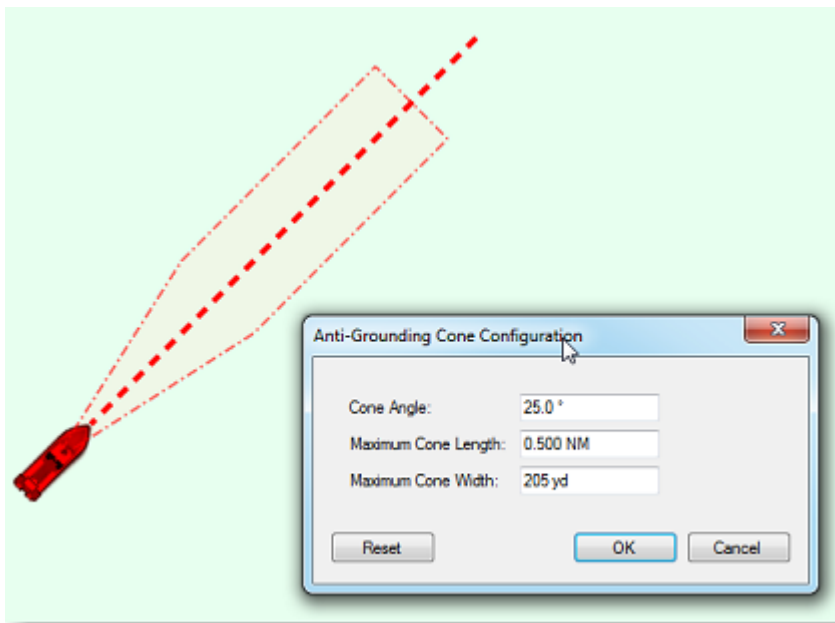 Anti-Grounding Cone Configuration
Cone Angle: 25.0 °
Maximum Cone Length: 0.500 NM
Maximum Cone Width: 205 yd
Reset OK Cancel